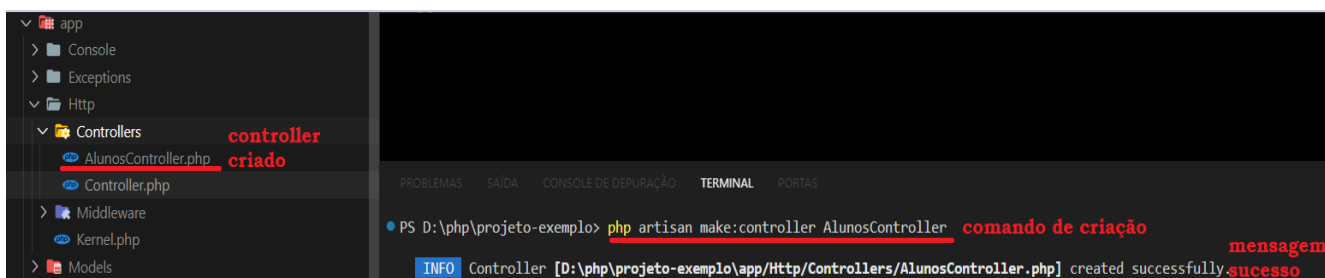 app
Console
Exceptions
Http
Controllers
controller
AlunosController.php
criado
Controller.php
Middleware
Kernel.php
Models
PROBLEMAS SAÍDA CONSOLE DE DEPURAÇÃO TERMINAL PORTAS
PS D:\php\projeto-exemplo> php artisan make:controller AlunosController comando de criação
mensagem
INFO Controller [D:\php\projeto-exemplo\app/Http/Controllers/AlunosController.php] created successfully. sucesso